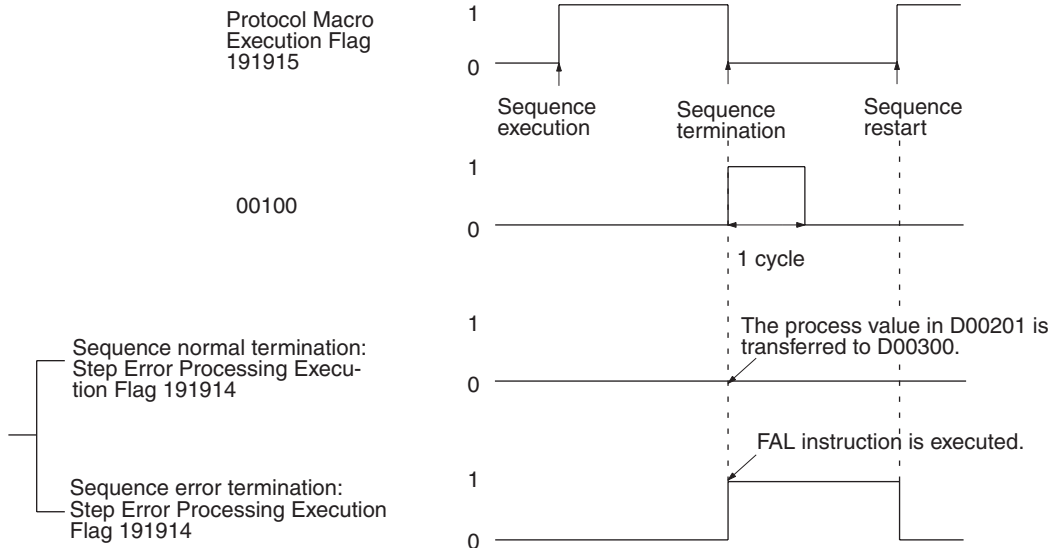 Protocol Macro
Execution Flag
191915
1
0
Sequence
execution
Sequence
termination
Sequence
restart
00100
1
0
1 cycle
Sequence normal termination:
Step Error Processing Execu-
tion Flag 191914
1
0
The process value in D00201 is
transferred to D00300.
Sequence error termination:
Step Error Processing Execution
Flag 191914
1
0
FAL instruction is executed.